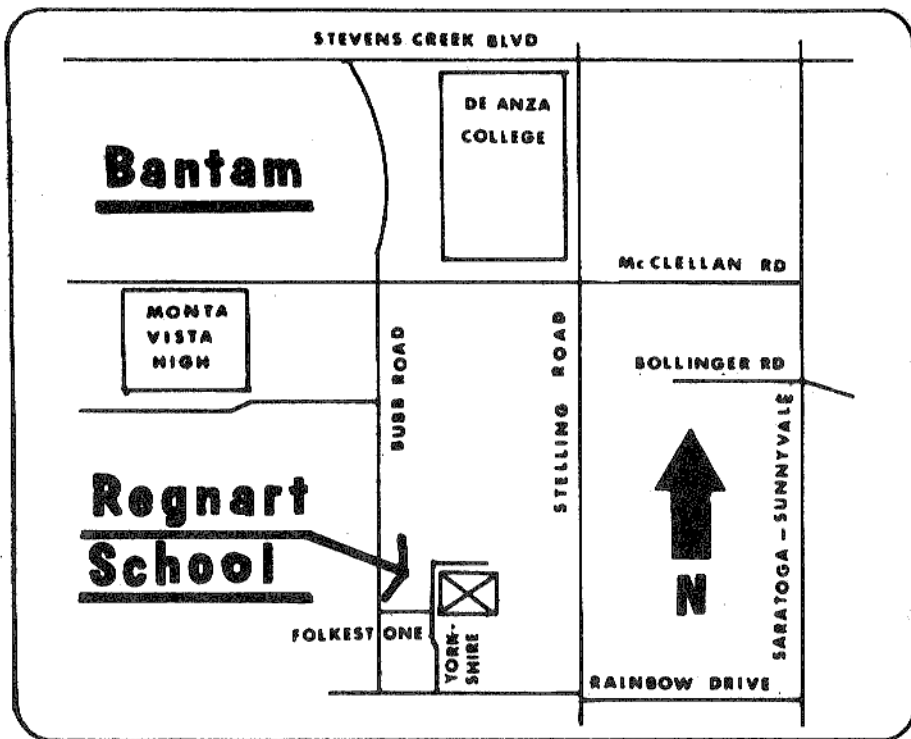 STEVENS CREEK BLVD
DE ANZA
COLLEGE
Bantam
McCLELLAN RD
MONTA
VISTA
HIGH
BUBB ROAD
STELLING ROAD
BOLLINGER RD
SARATOGA-SUNNYVALE
Regnart
School
N
FOLKESTONE
YORK-
SHIRE
RAINBOW DRIVE